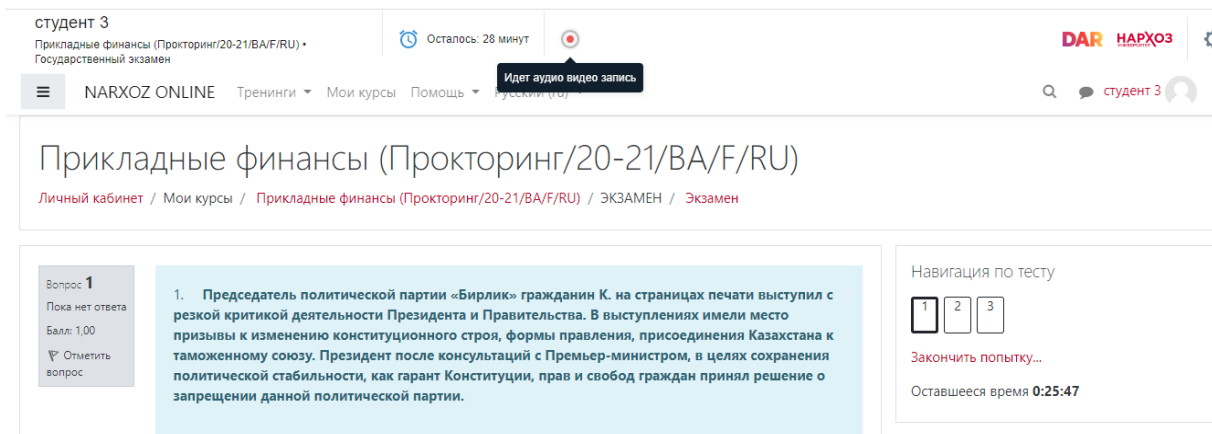 студент 3
Прикладные финансы (Прокторинг/20-21/BA/F/RU) •
Государственный экзамен
Осталось: 28 минут
DAR НАРХОЗ
Идет аудио видео запись
NARXOZ ONLINE Тренинги Мои курсы Помощь Русский (ru)
студент 3
Прикладные финансы (Прокторинг/20-21/BA/F/RU)
Личный кабинет / Мои курсы / Прикладные финансы (Прокторинг/20-21/BA/F/RU) / ЭКЗАМЕН / Экзамен
Вопрос 1
Пока нет ответа
Балл: 1,00
Отметить
вопрос
1. Председатель политической партии «Бирлик» гражданин К. на страницах печати выступил с
резкой критикой деятельности Президента и Правительства. В выступлениях имели место
призывы к изменению конституционного строя, формы правления, присоединения Казахстана к
таможенному союзу. Президент после консультаций с Премьер-министром, в целях сохранения
политической стабильности, как гарант Конституции, прав и свобод граждан принял решение о
запрещении данной политической партии.
Навигация по тесту
1 2 3
Закончить попытку...
Оставшееся время 0:25:47